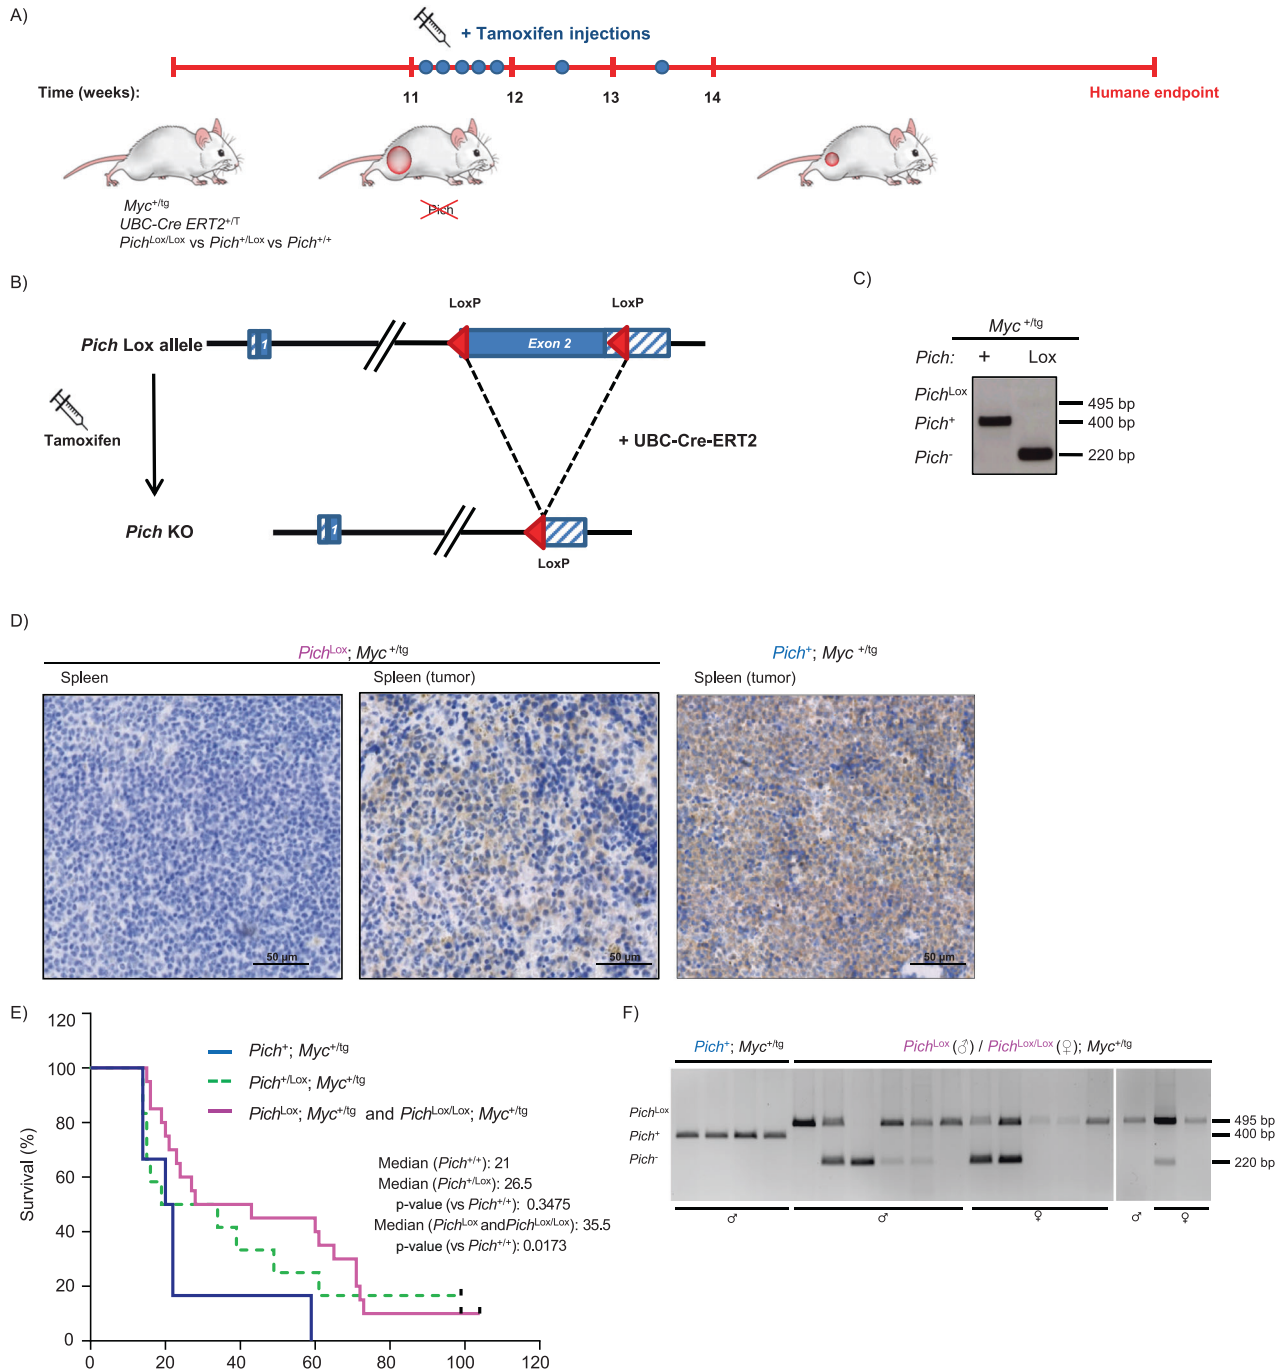 A)
+ Tamoxifen injections
Time (weeks):
11
12
13
14
Humane endpoint
Myc+/tg
UBC-Cre ERT2+/T
PichLox/Lox vs Pich+/Lox vs Pich+/+
Pich
B)
LoxP
LoxP
Pich Lox allele
1
Exon 2
Tamoxifen
+ UBC-Cre-ERT2
Pich KO
1
LoxP
C)
Myc +/tg
Pich:
+
Lox
PichLox
495 bp
Pich+
400 bp
Pich-
220 bp
D)
PichLox; Myc+/tg
Pich+; Myc +/tg
Spleen
Spleen (tumor)
Spleen (tumor)
50 µm
50 µm
50 µm
E)
120
100
80
60
40
20
0
Survival (%)
Pich+; Myc+/tg
Pich+/Lox; Myc+/tg
PichLox; Myc+/tg and PichLox/Lox; Myc+/tg
Median (Pich+/+): 21
Median (Pich+/Lox): 26.5
p-value (vs Pich+/+): 0.3475
Median (PichLox andPichLox/Lox): 35.5
p-value (vs Pich+/+): 0.0173
0
20
40
60
80
100
120
F)
Pich+; Myc+/tg
PichLox (♂) / PichLox/Lox (♀); Myc+/tg
PichLox
495 bp
Pich+
400 bp
Pich-
220 bp
♂
♂
♀
♂
♀